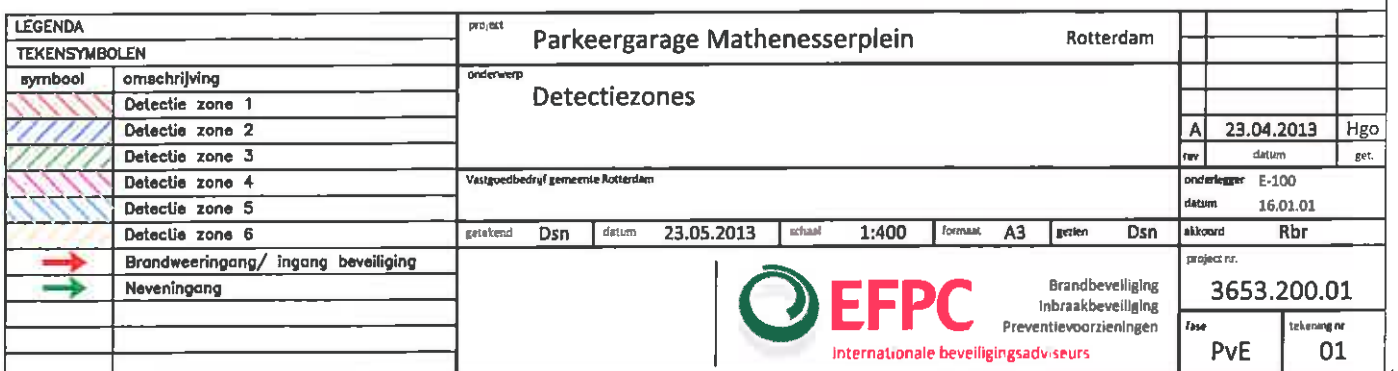 LEGENDA
TEKENSYMBOLEN
symbool omschrijving
Detectie zone 1
Detectie zone 2
Detectie zone 3
Detectie zone 4
Detectie zone 5
Detectie zone 6
Brandweeringang/ ingang beveiliging
Neveningang
project
Parkeergarage Mathenesserplein Rotterdam
onderwerp
Detectiezones
Vastgoedbedrijf gemeente Rotterdam
getekend Dsn datum 23.05.2013 schaal 1:400 formaat A3 gezien Dsn
A 23.04.2013 Hgo
rev datum get.
onderlegger E-100
datum 16.01.01
akkoord Rbr
project nr.
3653.200.01
fase tekening nr
PvE 01
EFPC
Internationale beveiligingsadviseurs
Brandbeveiliging
Inbraakbeveiliging
Preventievoorzieningen